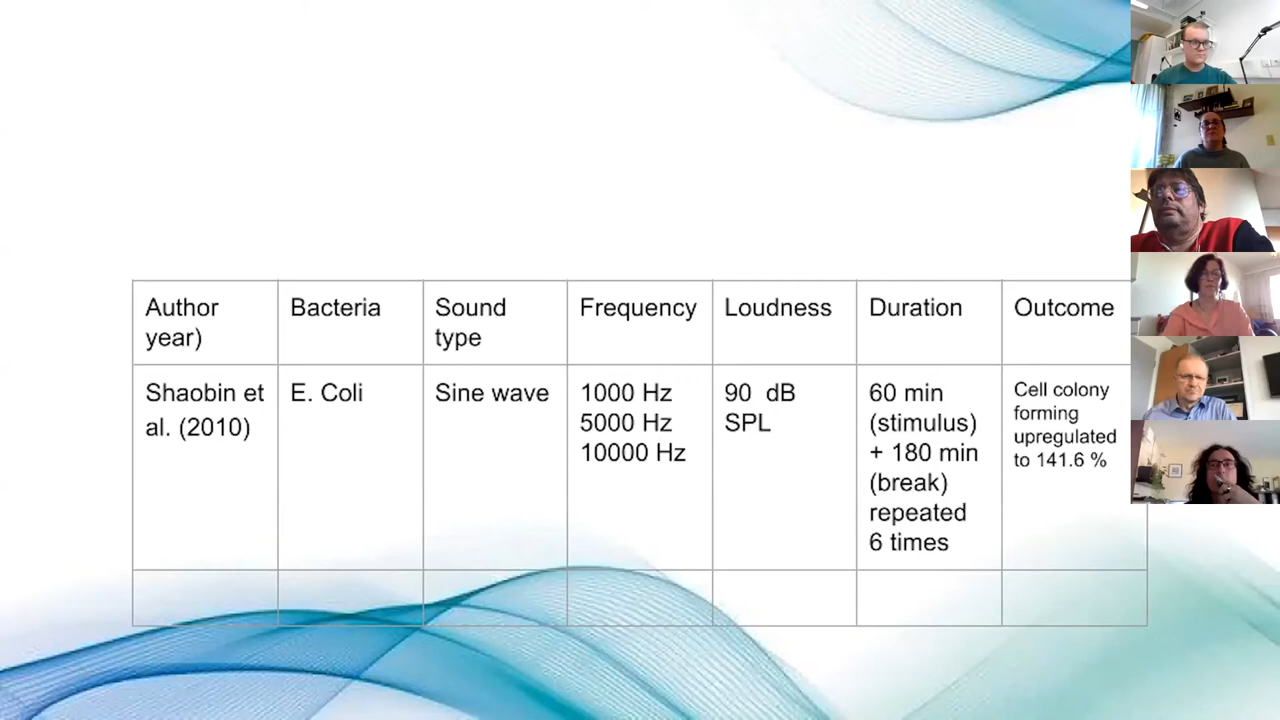 Author year)
Bacteria
Sound type
Frequency
Loudness
Duration
Outcome
Shaobin et
al. (2010)
E. Coli
Sine wave
1000 Hz
5000 Hz
10000 Hz
90 dB
SPL
60 min
(stimulus)
+ 180 min
(break)
repeated
6 times
Cell colony
forming
upregulated
to 141.6 %